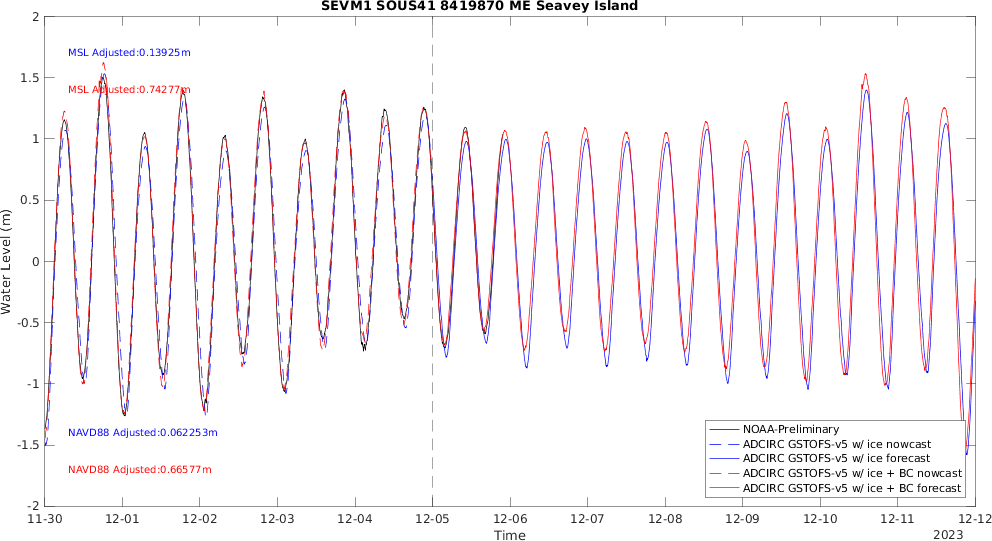 SEVM1 SOUS41 8419870 ME Seavey Island
2
1.5
1
0.5
0
-0.5
-1
-1.5
-2
Water Level (m)
MSL Adjusted:0.13925m
MSL Adjusted:0.74277m
NAVD88 Adjusted:0.062253m
NAVD88 Adjusted:0.66577m
NOAA-Preliminary
ADCIRC GSTOFS-v5 w/ ice nowcast
ADCIRC GSTOFS-v5 w/ ice forecast
ADCIRC GSTOFS-v5 w/ ice + BC nowcast
ADCIRC GSTOFS-v5 w/ ice + BC forecast
11-30 12-01 12-02 12-03 12-04 12-05 12-06 12-07 12-08 12-09 12-10 12-11 12-12
Time
2023